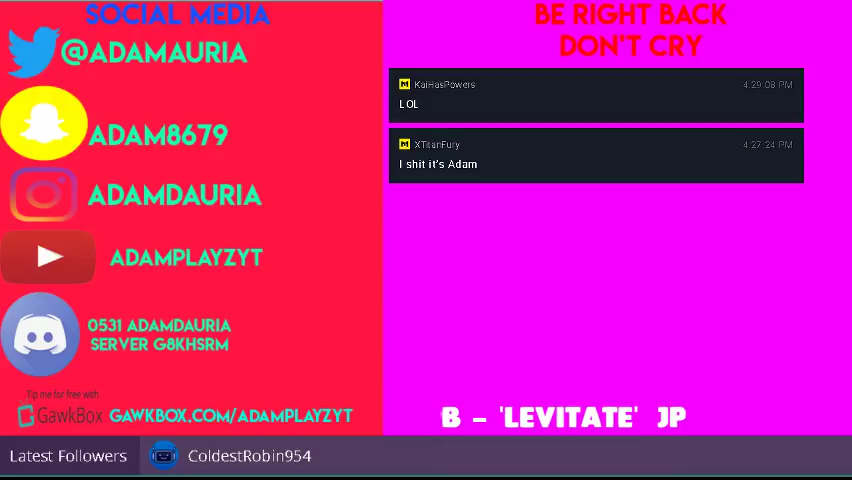 SOCIAL MEDIA
@ADAMAURIA
ADAM8679
ADAMDAURIA
ADAMPLAYZYT
0531 ADAMDAURIA
SERVER G8KHSRM
Tip me for free with
GawkBox
GAWKBOX.COM/ADAMPLAYZYT
BE RIGHT BACK
DON'T CRY
KaiHasPowers 4:29:08 PM
LOL
XTitanFury 4:27:24 PM
I shit it's Adam
B - 'LEVITATE' JP
Latest Followers ColdestRobin954